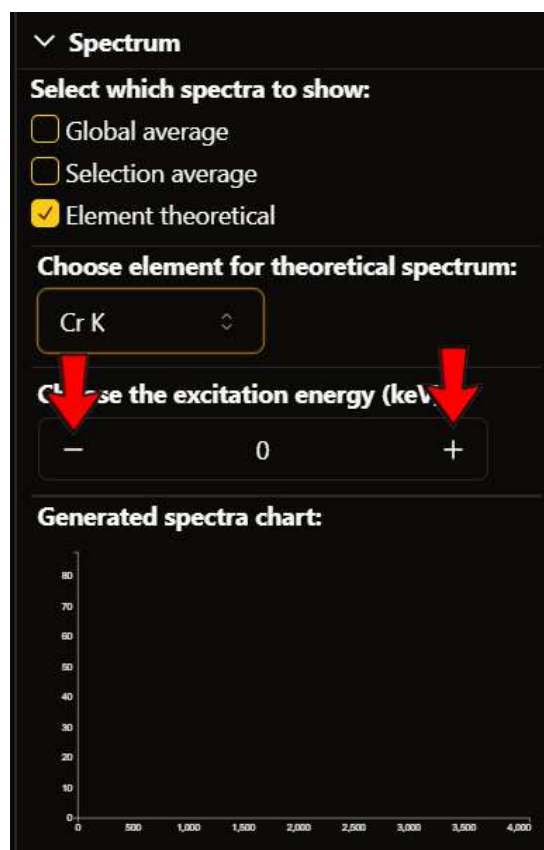 Spectrum
Select which spectra to show:
Global average
Selection average
Element theoretical
Choose element for theoretical spectrum:
Cr K
se the excitation energy (keV
− 0 +
Generated spectra chart:
80
70
60
50
40
30
20
10
0
0 500 1,000 1,500 2,000 2,500 3,000 3,500 4,000